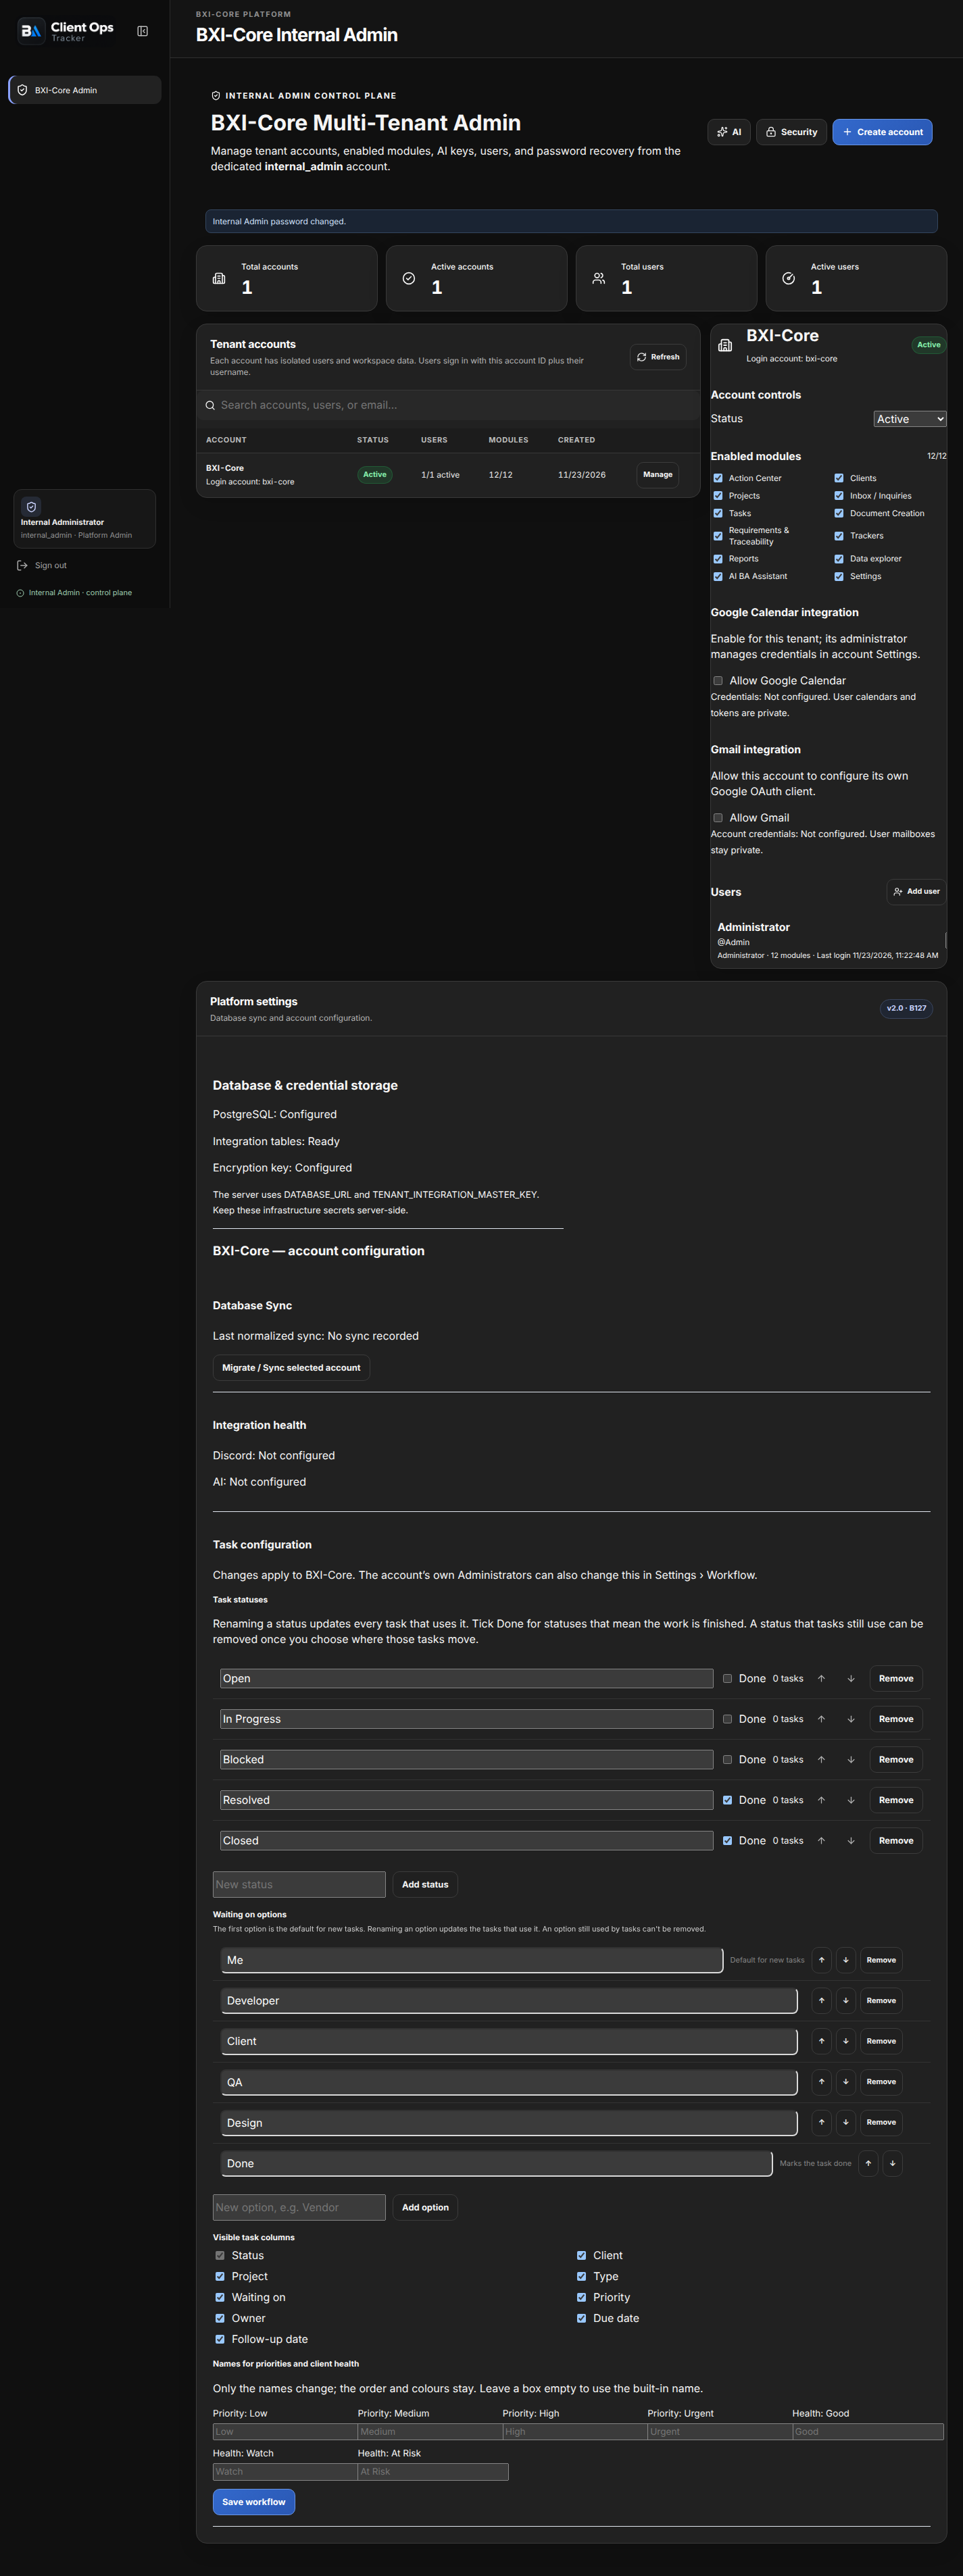 BA Client Ops
Tracker
BXI-Core Admin
Internal Administrator
internal_admin · Platform Admin
Sign out
Internal Admin · control plane
BXI-CORE PLATFORM
BXI-Core Internal Admin
INTERNAL ADMIN CONTROL PLANE
BXI-Core Multi-Tenant Admin
Manage tenant accounts, enabled modules, AI keys, users, and password recovery from the
dedicated internal_admin account.
AI
Security
Create account
Internal Admin password changed.
Total accounts
1
Active accounts
1
Total users
1
Active users
1
Tenant accounts
Each account has isolated users and workspace data. Users sign in with this account ID plus their
username.
Refresh
Search accounts, users, or email...
ACCOUNT STATUS USERS MODULES CREATED
BXI-Core
Login account: bxi-core
Active
1/1 active
12/12
11/23/2026
Manage
BXI-Core
Login account: bxi-core
Active
Account controls
Status Active
Enabled modules 12/12
Action Center Clients
Projects Inbox / Inquiries
Tasks Document Creation
Requirements &
Traceability
Trackers
Reports Data explorer
AI BA Assistant Settings
Google Calendar integration
Enable for this tenant; its administrator
manages credentials in account Settings.
Allow Google Calendar
Credentials: Not configured. User calendars and
tokens are private.
Gmail integration
Allow this account to configure its own
Google OAuth client.
Allow Gmail
Account credentials: Not configured. User mailboxes
stay private.
Users
Add user
Administrator
@Admin
Administrator · 12 modules · Last login 11/23/2026, 11:22:48 AM
Platform settings
Database sync and account configuration.
v2.0 · B127
Database & credential storage
PostgreSQL: Configured
Integration tables: Ready
Encryption key: Configured
The server uses DATABASE_URL and TENANT_INTEGRATION_MASTER_KEY.
Keep these infrastructure secrets server-side.
BXI-Core — account configuration
Database Sync
Last normalized sync: No sync recorded
Migrate / Sync selected account
Integration health
Discord: Not configured
AI: Not configured
Task configuration
Changes apply to BXI-Core. The account’s own Administrators can also change this in Settings › Workflow.
Task statuses
Renaming a status updates every task that uses it. Tick Done for statuses that mean the work is finished. A status that tasks still use can be
removed once you choose where those tasks move.
Open Done 0 tasks ↑ ↓ Remove
In Progress Done 0 tasks ↑ ↓ Remove
Blocked Done 0 tasks ↑ ↓ Remove
Resolved Done 0 tasks ↑ ↓ Remove
Closed Done 0 tasks ↑ ↓ Remove
New status Add status
Waiting on options
The first option is the default for new tasks. Renaming an option updates the tasks that use it. An option still used by tasks can't be removed.
Me Default for new tasks ↑ ↓ Remove
Developer ↑ ↓ Remove
Client ↑ ↓ Remove
QA ↑ ↓ Remove
Design ↑ ↓ Remove
Done Marks the task done ↑ ↓
New option, e.g. Vendor Add option
Visible task columns
Status Client
Project Type
Waiting on Priority
Owner Due date
Follow-up date
Names for priorities and client health
Only the names change; the order and colours stay. Leave a box empty to use the built-in name.
Priority: Low Priority: Medium Priority: High Priority: Urgent Health: Good
Low Medium High Urgent Good
Health: Watch Health: At Risk
Watch At Risk
Save workflow